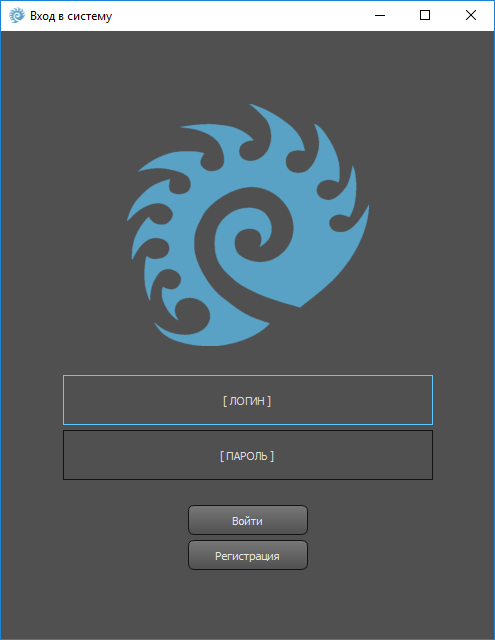 Вход в систему
[ ЛОГИН ]
[ ПАРОЛЬ ]
Войти
Регистрация